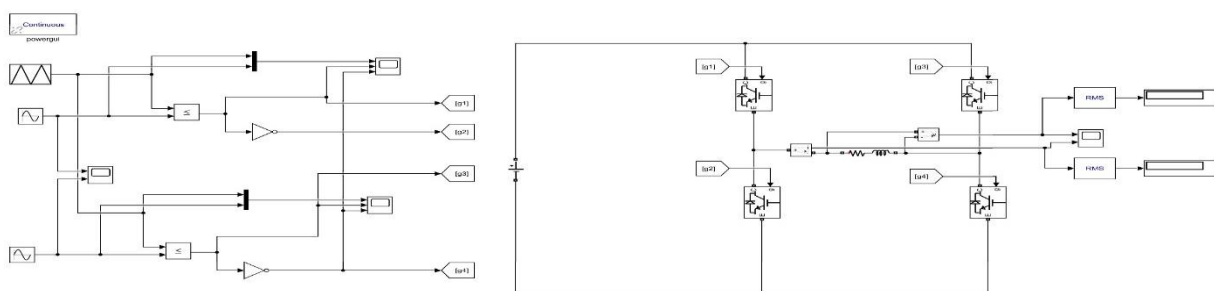 Continuous
powergui
≤
[g1]
[g2]
[g3]
≤
[g4]
[g1]
[g3]
RMS
[g2]
[g4]
RMS